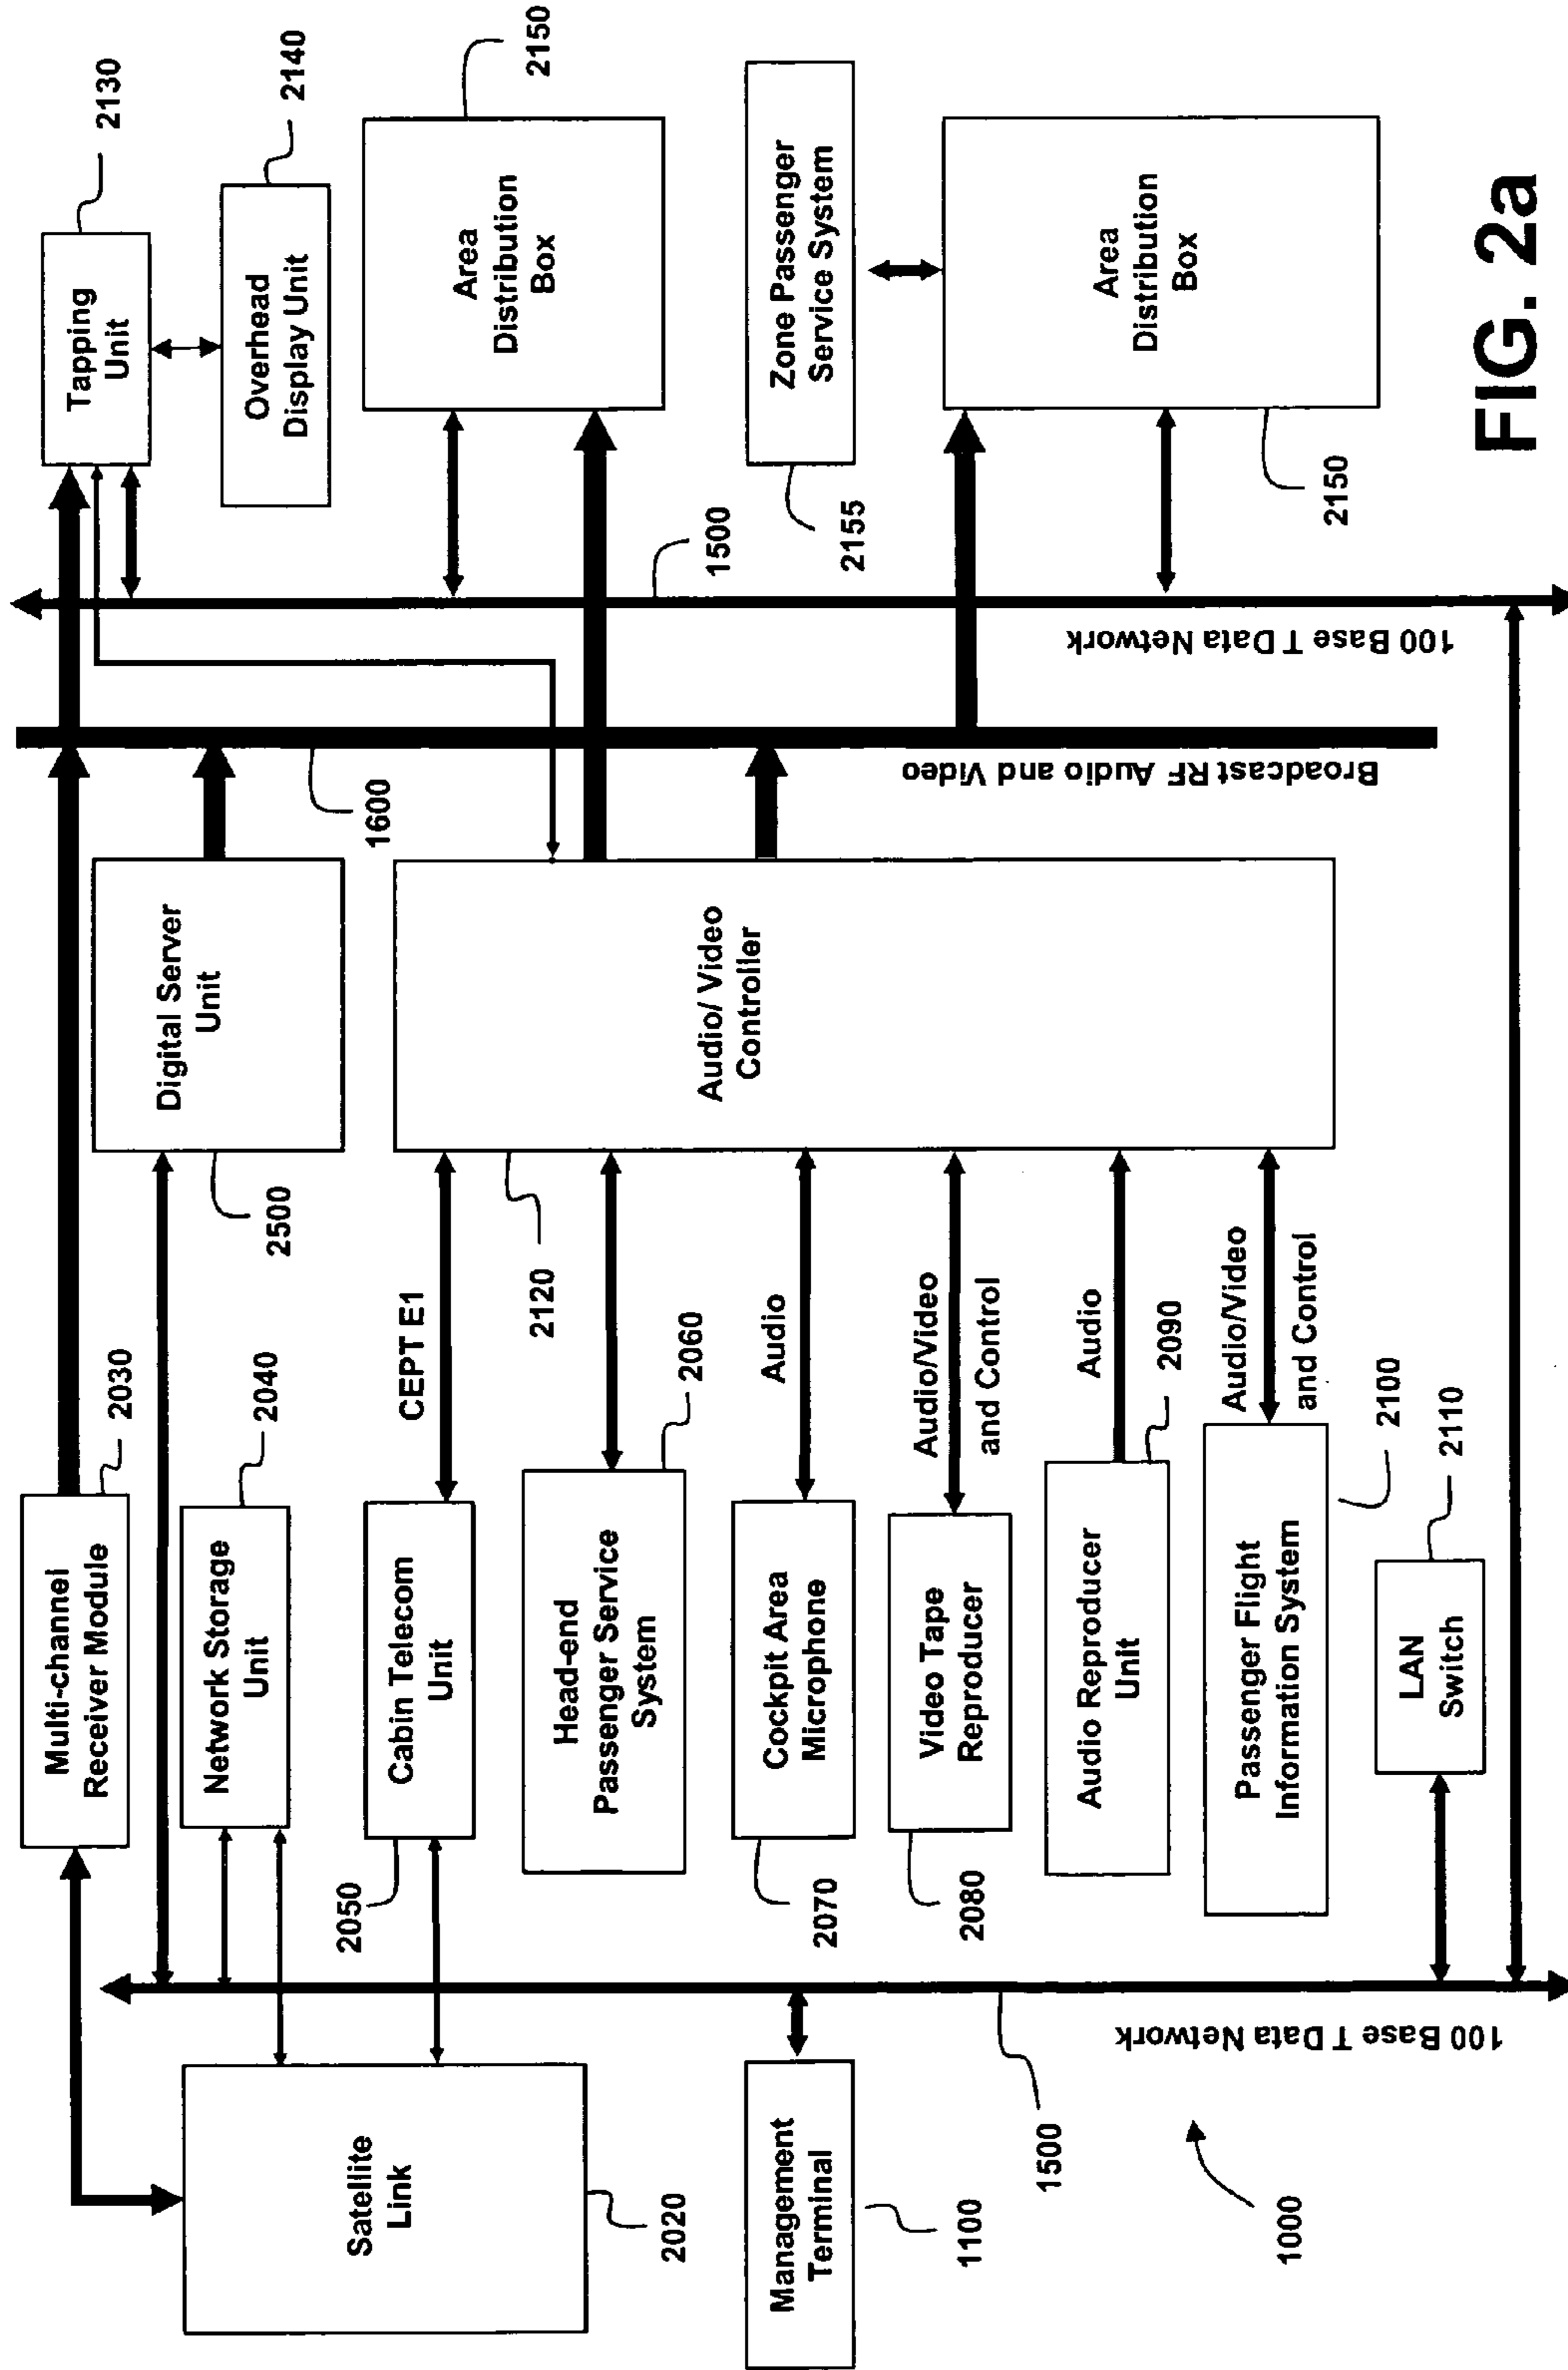 Multi-channel
Receiver Module
2030
Tapping
Unit
2130
Network Storage
Unit
2040
Digital Server
Unit
2500
Overhead
Display Unit
2140
Satellite
Link
2020
Cabin Telecom
Unit
2050
CEPT E1
2120
1600
Area
Distribution
Box
2150
Head-end
Passenger Service
System
2060
Audio/ Video
Controller
1500
Management
Terminal
1100
Cockpit Area
Microphone
2070
Audio
Zone Passenger
Service System
2155
Video Tape
Reproducer
2080
Audio/Video
and Control
Broadcast RF Audio and Video
Area
Distribution
Box
2150
Audio Reproducer
Unit
2090
Audio
100 Base T Data Network
1500
100 Base T Data Network
Passenger Flight
Information System
2100
Audio/Video
and Control
1000
LAN
Switch
2110
FIG. 2a